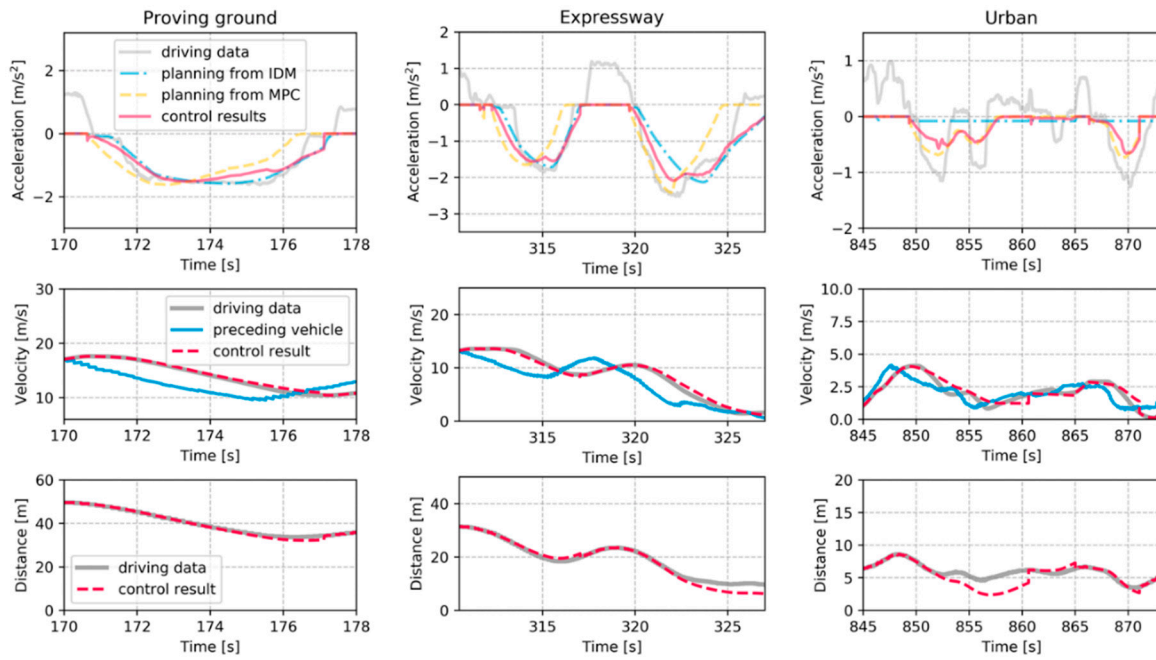 Proving ground
Expressway
Urban
Acceleration [m/s²]
2
0
−2
driving data
planning from IDM
planning from MPC
control results
170 172 174 176 178
Time [s]
Acceleration [m/s²]
2
1
0
−1
−2
−3
315 320 325
Time [s]
Acceleration [m/s²]
1
0
−1
−2
845 850 855 860 865 870
Time [s]
Velocity [m/s]
30
20
10
driving data
preceding vehicle
control result
170 172 174 176 178
Time [s]
Velocity [m/s]
20
10
0
315 320 325
Time [s]
Velocity [m/s]
10.0
7.5
5.0
2.5
0.0
845 850 855 860 865 870
Time [s]
Distance [m]
60
40
20
0
driving data
control result
170 172 174 176 178
Time [s]
Distance [m]
40
20
0
315 320 325
Time [s]
Distance [m]
20
15
10
5
0
845 850 855 860 865 870
Time [s]